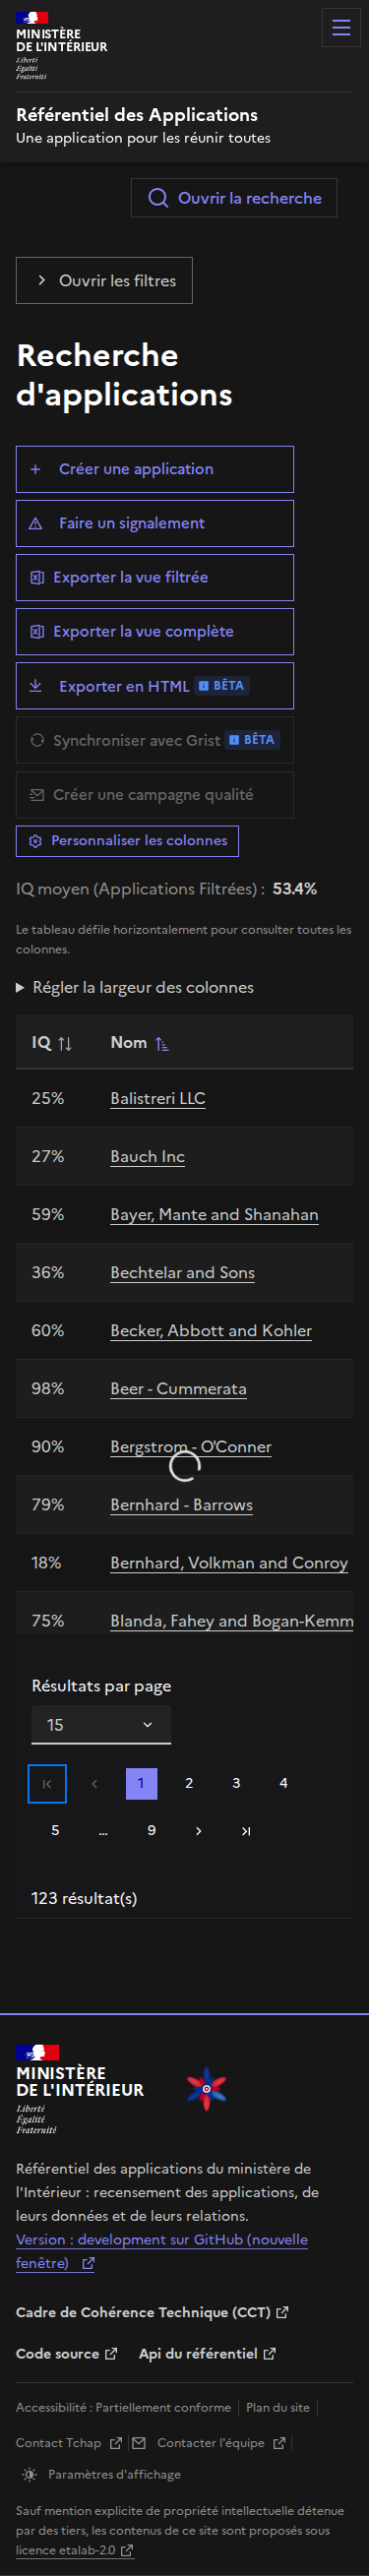 MINISTÈRE
DE L'INTÉRIEUR
Liberté
Égalité
Fraternité
Référentiel des Applications
Une application pour les réunir toutes
Ouvrir la recherche
Ouvrir les filtres
Recherche
d'applications
Créer une application
Faire un signalement
Exporter la vue filtrée
Exporter la vue complète
Exporter en HTML BÊTA
Synchroniser avec Grist BÊTA
Créer une campagne qualité
Personnaliser les colonnes
IQ moyen (Applications Filtrées) : 53.4%
Le tableau défile horizontalement pour consulter toutes les
colonnes.
Régler la largeur des colonnes
IQ Nom
25% Balistreri LLC
27% Bauch Inc
59% Bayer, Mante and Shanahan
36% Bechtelar and Sons
60% Becker, Abbott and Kohler
98% Beer - Cummerata
90% Bergstrom - O'Conner
79% Bernhard - Barrows
18% Bernhard, Volkman and Conroy
75% Blanda, Fahey and Bogan-Kemm
Résultats par page
15
1 2 3 4
5 … 9
123 résultat(s)
MINISTÈRE
DE L'INTÉRIEUR
Liberté
Égalité
Fraternité
Référentiel des applications du ministère de
l'Intérieur : recensement des applications, de
leurs données et de leurs relations.
Version : development sur GitHub (nouvelle
fenêtre)
Cadre de Cohérence Technique (CCT)
Code source Api du référentiel
Accessibilité : Partiellement conforme Plan du site
Contact Tchap Contacter l'équipe
Paramètres d'affichage
Sauf mention explicite de propriété intellectuelle détenue
par des tiers, les contenus de ce site sont proposés sous
licence etalab-2.0